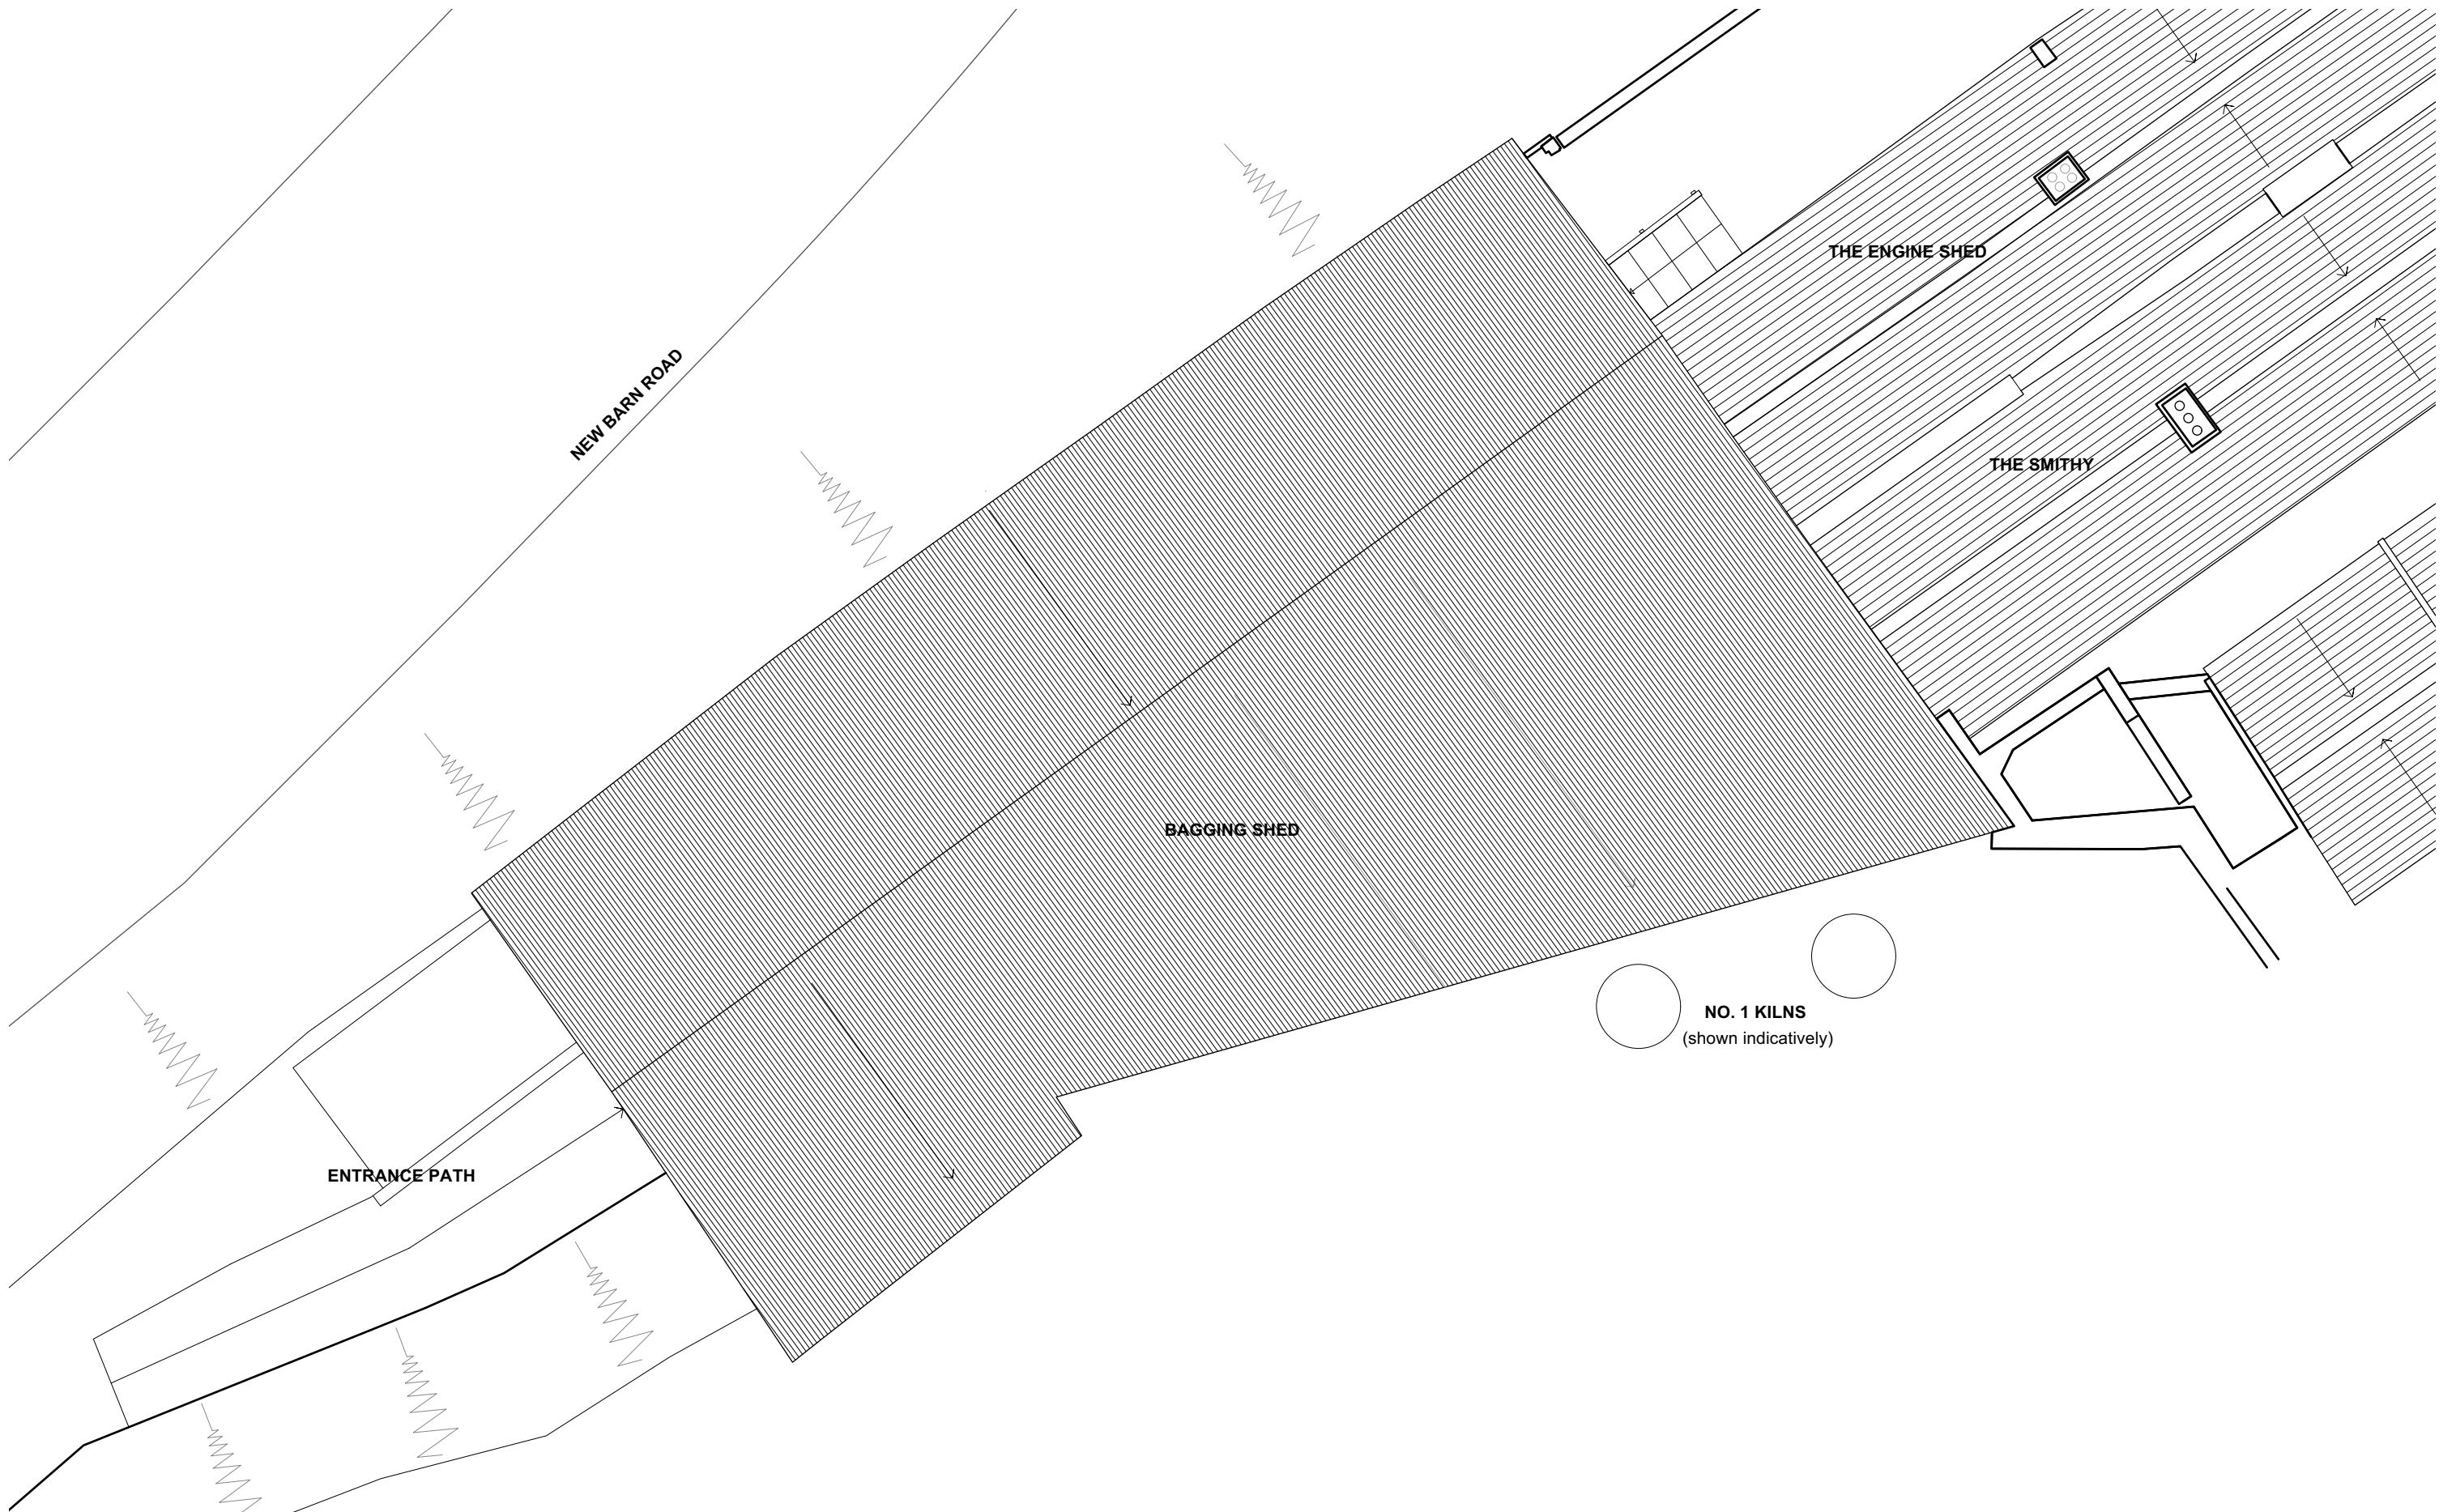 THE ENGINE SHED
NEW BARN ROAD
THE SMITHY
BAGGING SHED
NO. 1 KILNS
(shown indicatively)
ENTRANCE PATH